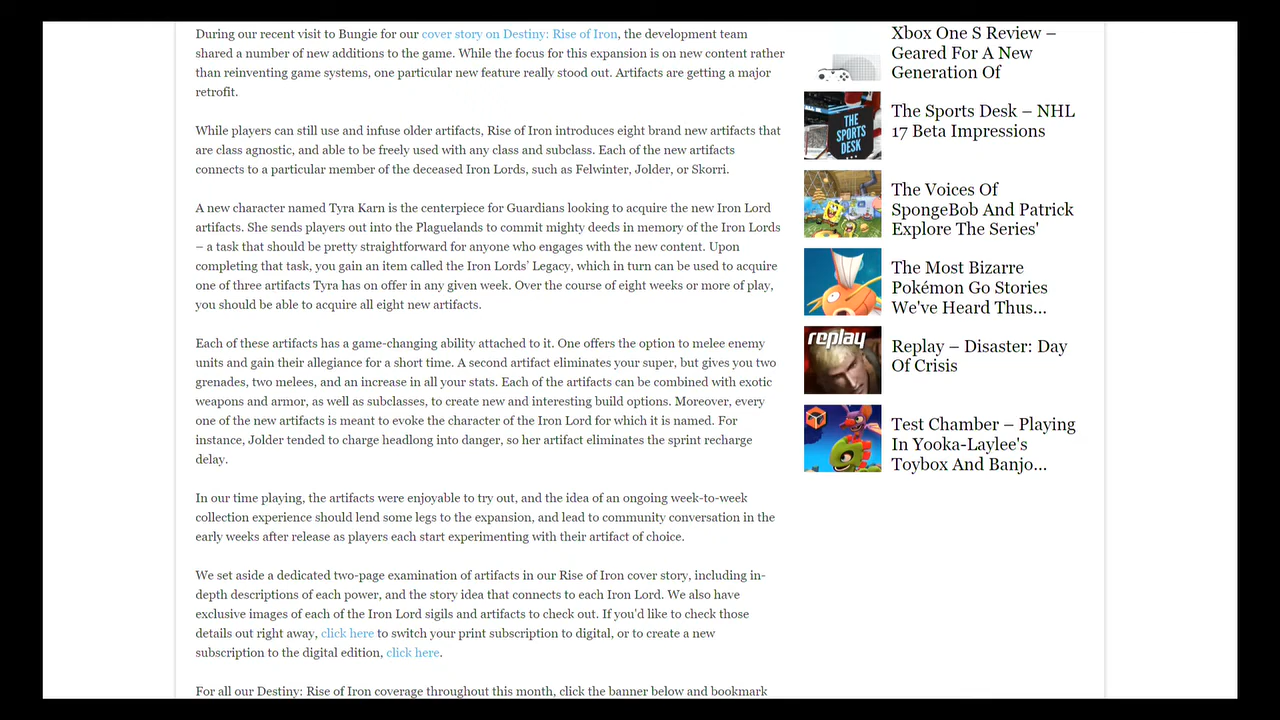 During our recent visit to Bungie for our cover story on Destiny: Rise of Iron, the development team
shared a number of new additions to the game. While the focus for this expansion is on new content rather
than reinventing game systems, one particular new feature really stood out. Artifacts are getting a major
retrofit.
While players can still use and infuse older artifacts, Rise of Iron introduces eight brand new artifacts that
are class agnostic, and able to be freely used with any class and subclass. Each of the new artifacts
connects to a particular member of the deceased Iron Lords, such as Felwinter, Jolder, or Skorri.
A new character named Tyra Karn is the centerpiece for Guardians looking to acquire the new Iron Lord
artifacts. She sends players out into the Plaguelands to commit mighty deeds in memory of the Iron Lords
– a task that should be pretty straightforward for anyone who engages with the new content. Upon
completing that task, you gain an item called the Iron Lords’ Legacy, which in turn can be used to acquire
one of three artifacts Tyra has on offer in any given week. Over the course of eight weeks or more of play,
you should be able to acquire all eight new artifacts.
Each of these artifacts has a game-changing ability attached to it. One offers the option to melee enemy
units and gain their allegiance for a short time. A second artifact eliminates your super, but gives you two
grenades, two melees, and an increase in all your stats. Each of the artifacts can be combined with exotic
weapons and armor, as well as subclasses, to create new and interesting build options. Moreover, every
one of the new artifacts is meant to evoke the character of the Iron Lord for which it is named. For
instance, Jolder tended to charge headlong into danger, so her artifact eliminates the sprint recharge
delay.
In our time playing, the artifacts were enjoyable to try out, and the idea of an ongoing week-to-week
collection experience should lend some legs to the expansion, and lead to community conversation in the
early weeks after release as players each start experimenting with their artifact of choice.
We set aside a dedicated two-page examination of artifacts in our Rise of Iron cover story, including in-
depth descriptions of each power, and the story idea that connects to each Iron Lord. We also have
exclusive images of each of the Iron Lord sigils and artifacts to check out. If you'd like to check those
details out right away, click here to switch your print subscription to digital, or to create a new
subscription to the digital edition, click here.
For all our Destiny: Rise of Iron coverage throughout this month, click the banner below and bookmark
Xbox One S Review –
Geared For A New
Generation Of
THE
SPORTS
DESK
The Sports Desk – NHL
17 Beta Impressions
The Voices Of
SpongeBob And Patrick
Explore The Series'
The Most Bizarre
Pokémon Go Stories
We've Heard Thus...
replay
Replay – Disaster: Day
Of Crisis
Test Chamber – Playing
In Yooka-Laylee's
Toybox And Banjo...